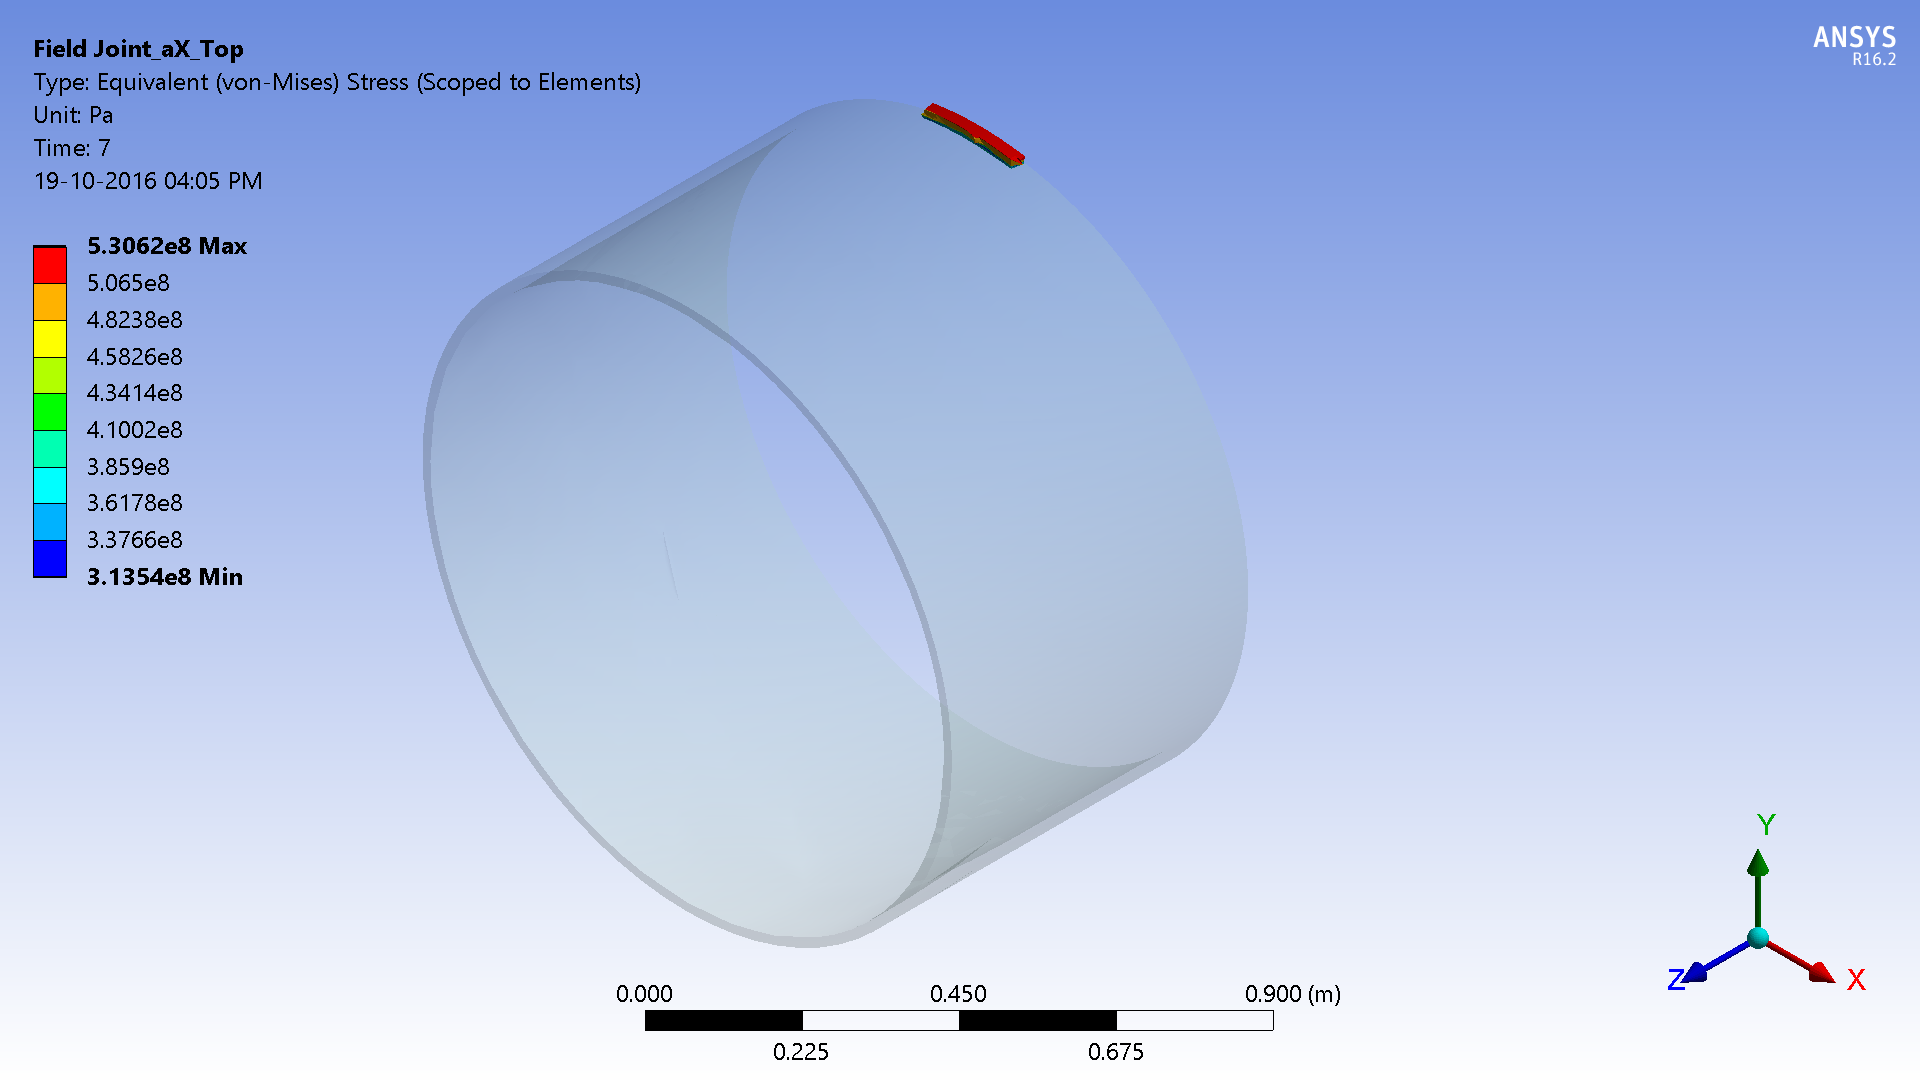 Field Joint_aX_Top
Type: Equivalent (von-Mises) Stress (Scoped to Elements)
Unit: Pa
Time: 7
19-10-2016 04:05 PM
ANSYS
R16.2
5.3062e8 Max
5.065e8
4.8238e8
4.5826e8
4.3414e8
4.1002e8
3.859e8
3.6178e8
3.3766e8
3.1354e8 Min
Y
Z
X
0.000 0.450 0.900 (m)
0.225 0.675